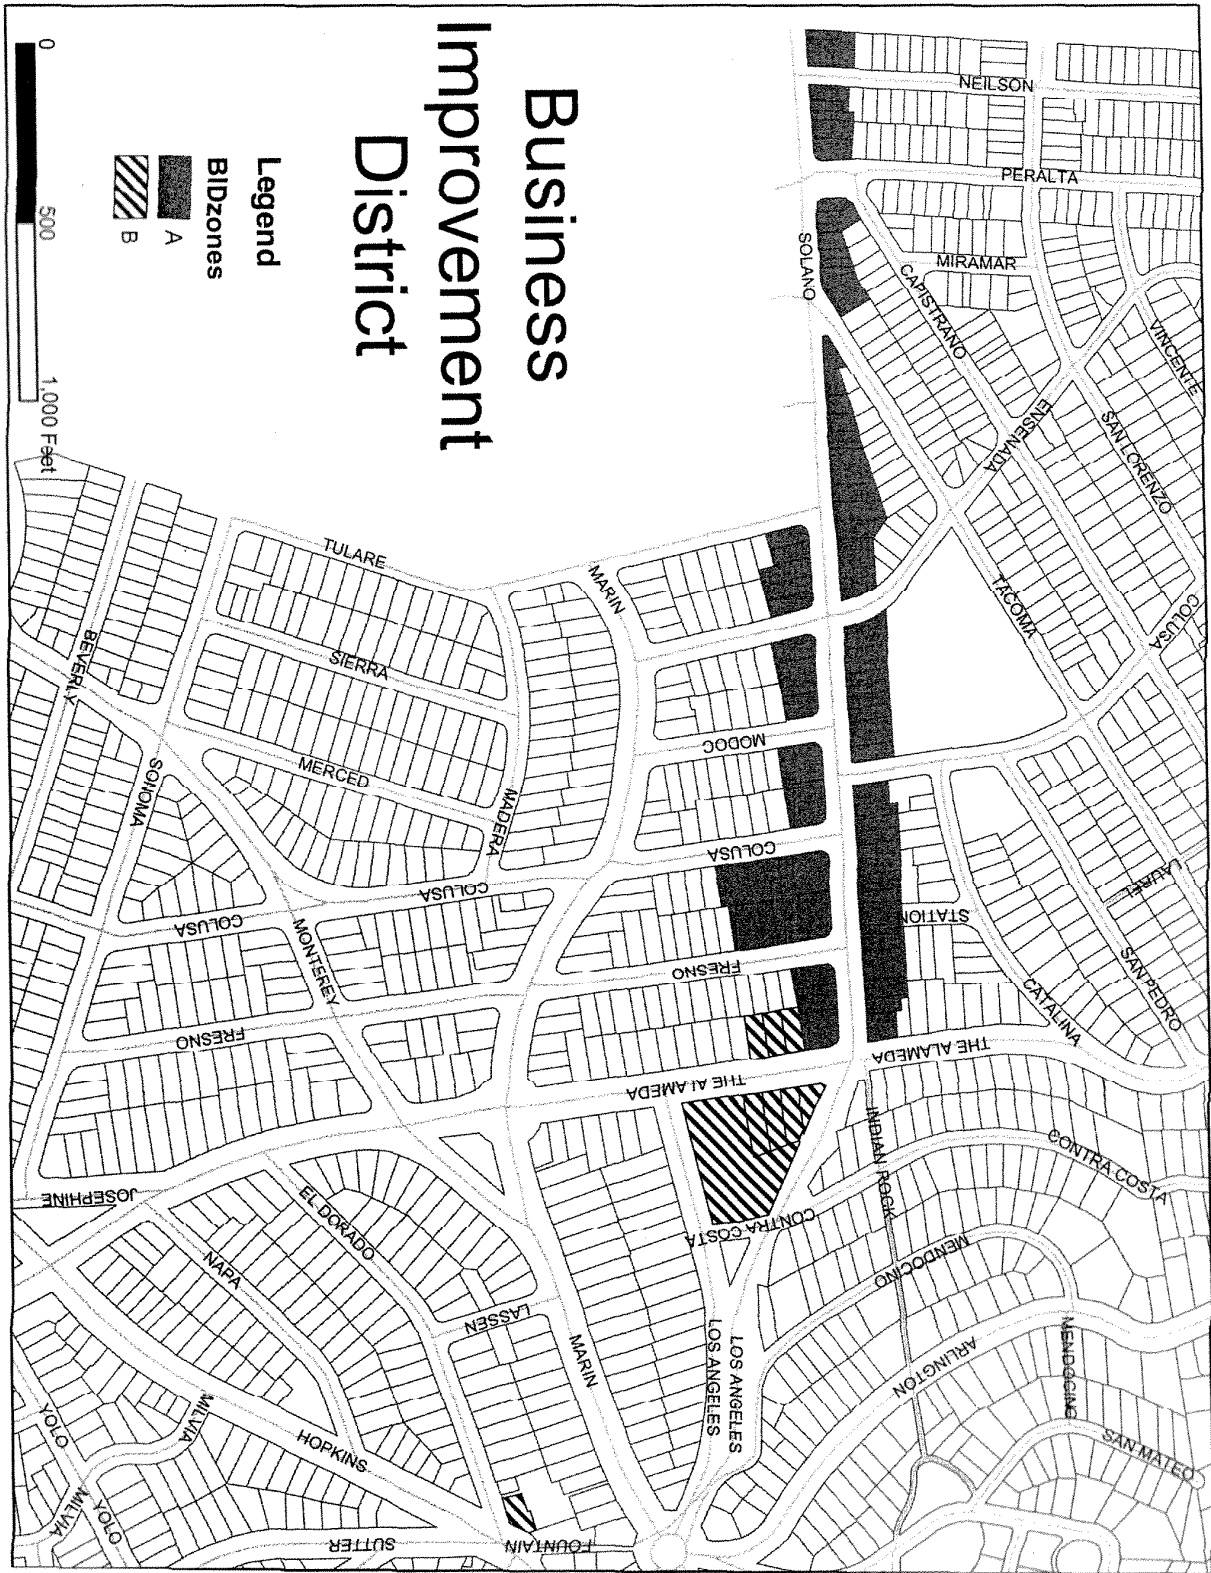 Business
Improvement
District
Legend
BIDzones
A
B
0
500
1,000 Feet
NEILSON
PERALTA
MIRAMAR
SOLANO
CAPISTRANO
VINCENTE
ENSENADA
SAN LORENZO
TACOMA
COLUSA
TULARE
MARIN
BEVERLY
SIERRA
MODOC
SONOMA
MERCED
MADERA
COLUSA
COLUSA
COLUSA
LAUREL
STATION
SAN PEDRO
MONTEREY
FRESNO
CATALINA
FRESNO
THE ALAMEDA
THE ALAMEDA
INDIAN ROCK
CONTRA COSTA
JOSEPHINE
EL DORADO
CONTRA COSTA
MENDOCINO
NAPA
LASSEN
MARIN
LOS ANGELES
LOS ANGELES
ARLINGTON
MENDOCINO
MILVIA
YOLO
HOPKINS
SAN MATEO
MILVIA
YOLO
SUTTER
FOUNTAIN